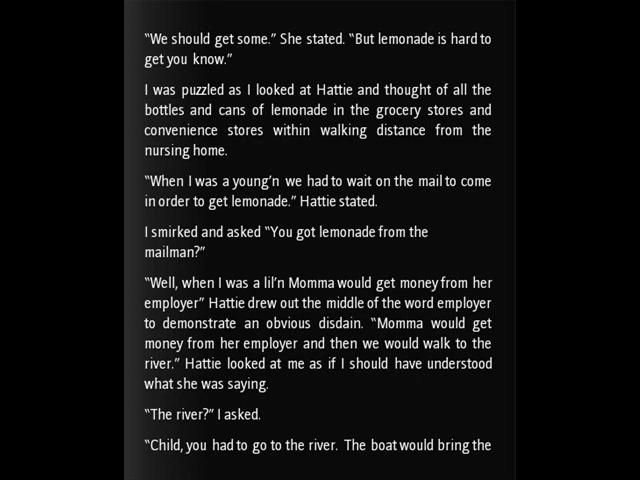 “We should get some.” She stated. “But lemonade is hard to
get you know.”
I was puzzled as I looked at Hattie and thought of all the
bottles and cans of lemonade in the grocery stores and
convenience stores within walking distance from the
nursing home.
“When I was a young’n we had to wait on the mail to come
in order to get lemonade.” Hattie stated.
I smirked and asked “You got lemonade from the
mailman?”
“Well, when I was a lil’n Momma would get money from her
employer” Hattie drew out the middle of the word employer
to demonstrate an obvious disdain. “Momma would get
money from her employer and then we would walk to the
river.” Hattie looked at me as if I should have understood
what she was saying.
“The river?” I asked.
“Child, you had to go to the river. The boat would bring the